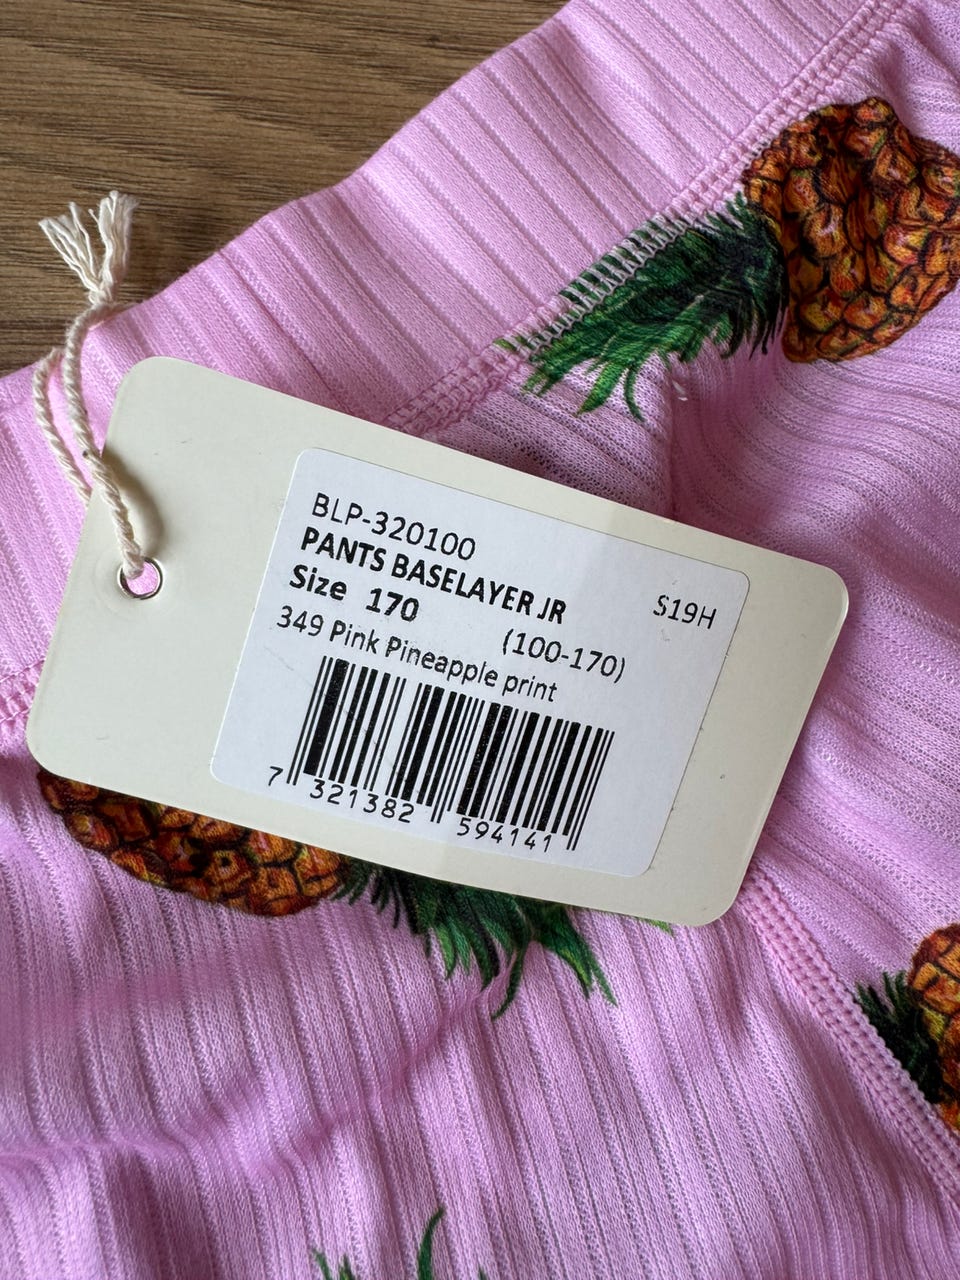 BLP-320100
PANTS BASELAYER JR
S19H
Size 170 (100-170)
349 Pink Pineapple print
7 321382 594141